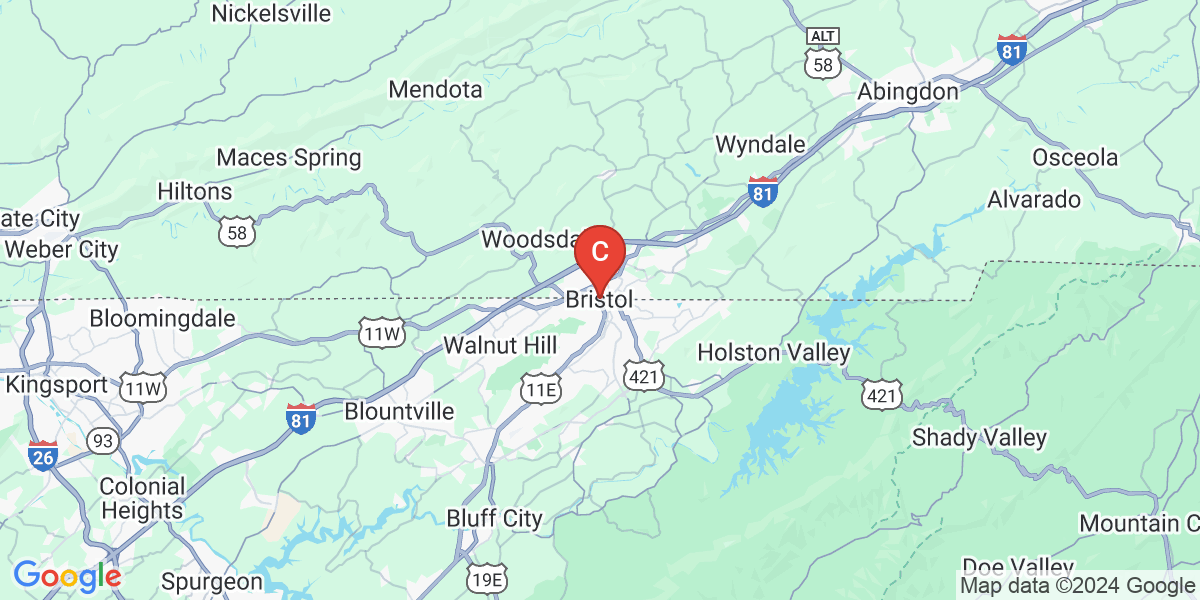 Nickelsville
ALT
58
81
Mendota
Abingdon
Wyndale
Maces Spring
Osceola
Hiltons
81
Alvarado
ate City
58
Woodsdal
Weber City
C
Bristol
Bloomingdale
11W
Walnut Hill
Holston Valley
Kingsport
11W
11E
421
421
Blountville
81
93
Shady Valley
26
Colonial
Heights
Bluff City
Mountain C
Doe Valley
Google
Spurgeon
19E
Map data ©2024 Google